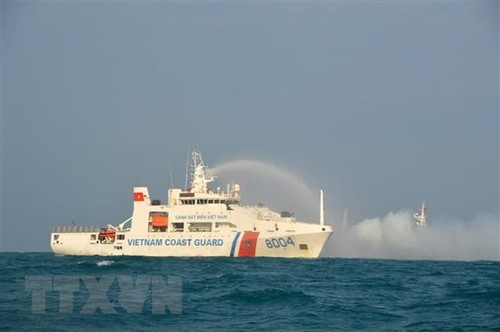 CẢNH SÁT BIỂN VIỆT NAM
VIETNAM COAST GUARD
8004
TTXVN